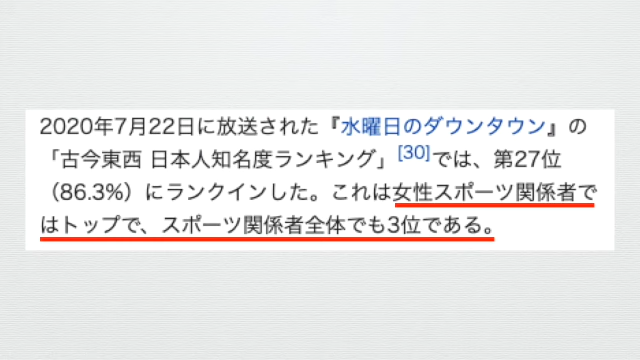 2020年7月22日に放送された『水曜日のダウンタウン』の
「古今東西 日本人知名度ランキング」[30]では、第27位
（86.3%）にランクインした。これは女性スポーツ関係者で
はトップで、スポーツ関係者全体でも3位である。